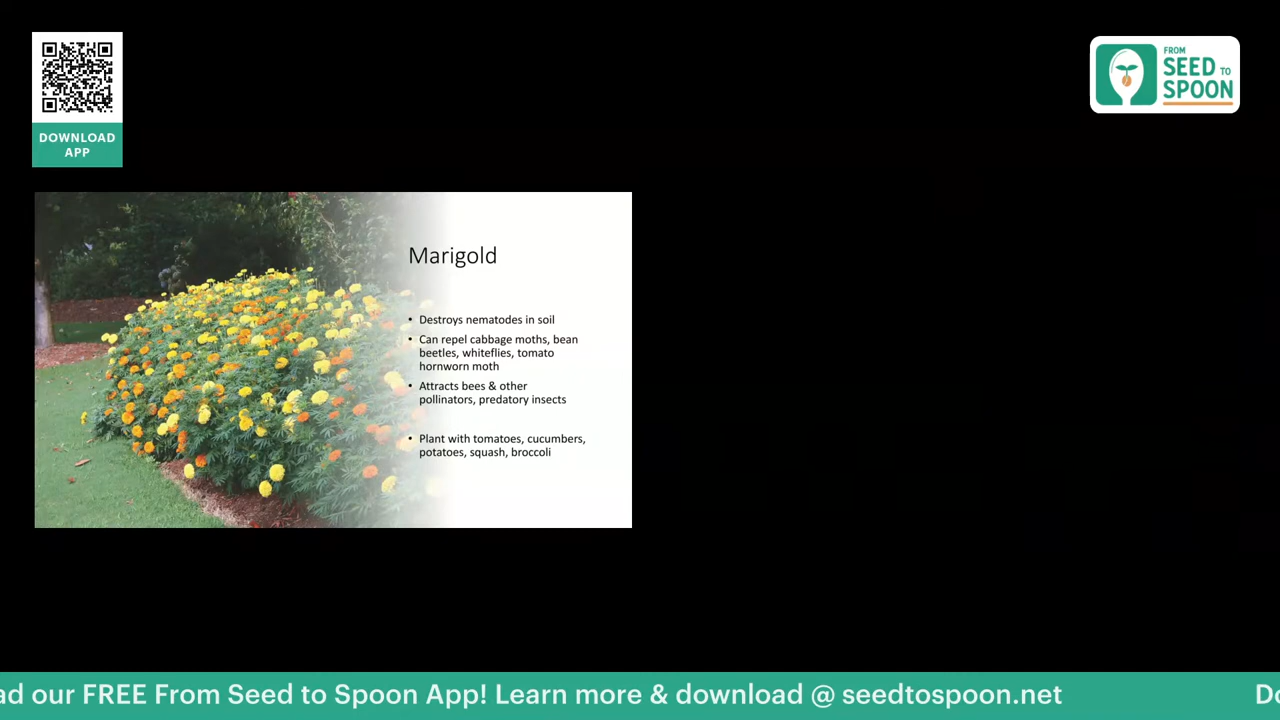 DOWNLOAD
APP
FROM
SEED TO
SPOON
Marigold
• Destroys nematodes in soil
• Can repel cabbage moths, bean
beetles, whiteflies, tomato
hornworn moth
• Attracts bees & other
pollinators, predatory insects
• Plant with tomatoes, cucumbers,
potatoes, squash, broccoli
ad our FREE From Seed to Spoon App! Learn more & download @ seedtospoon.net Do